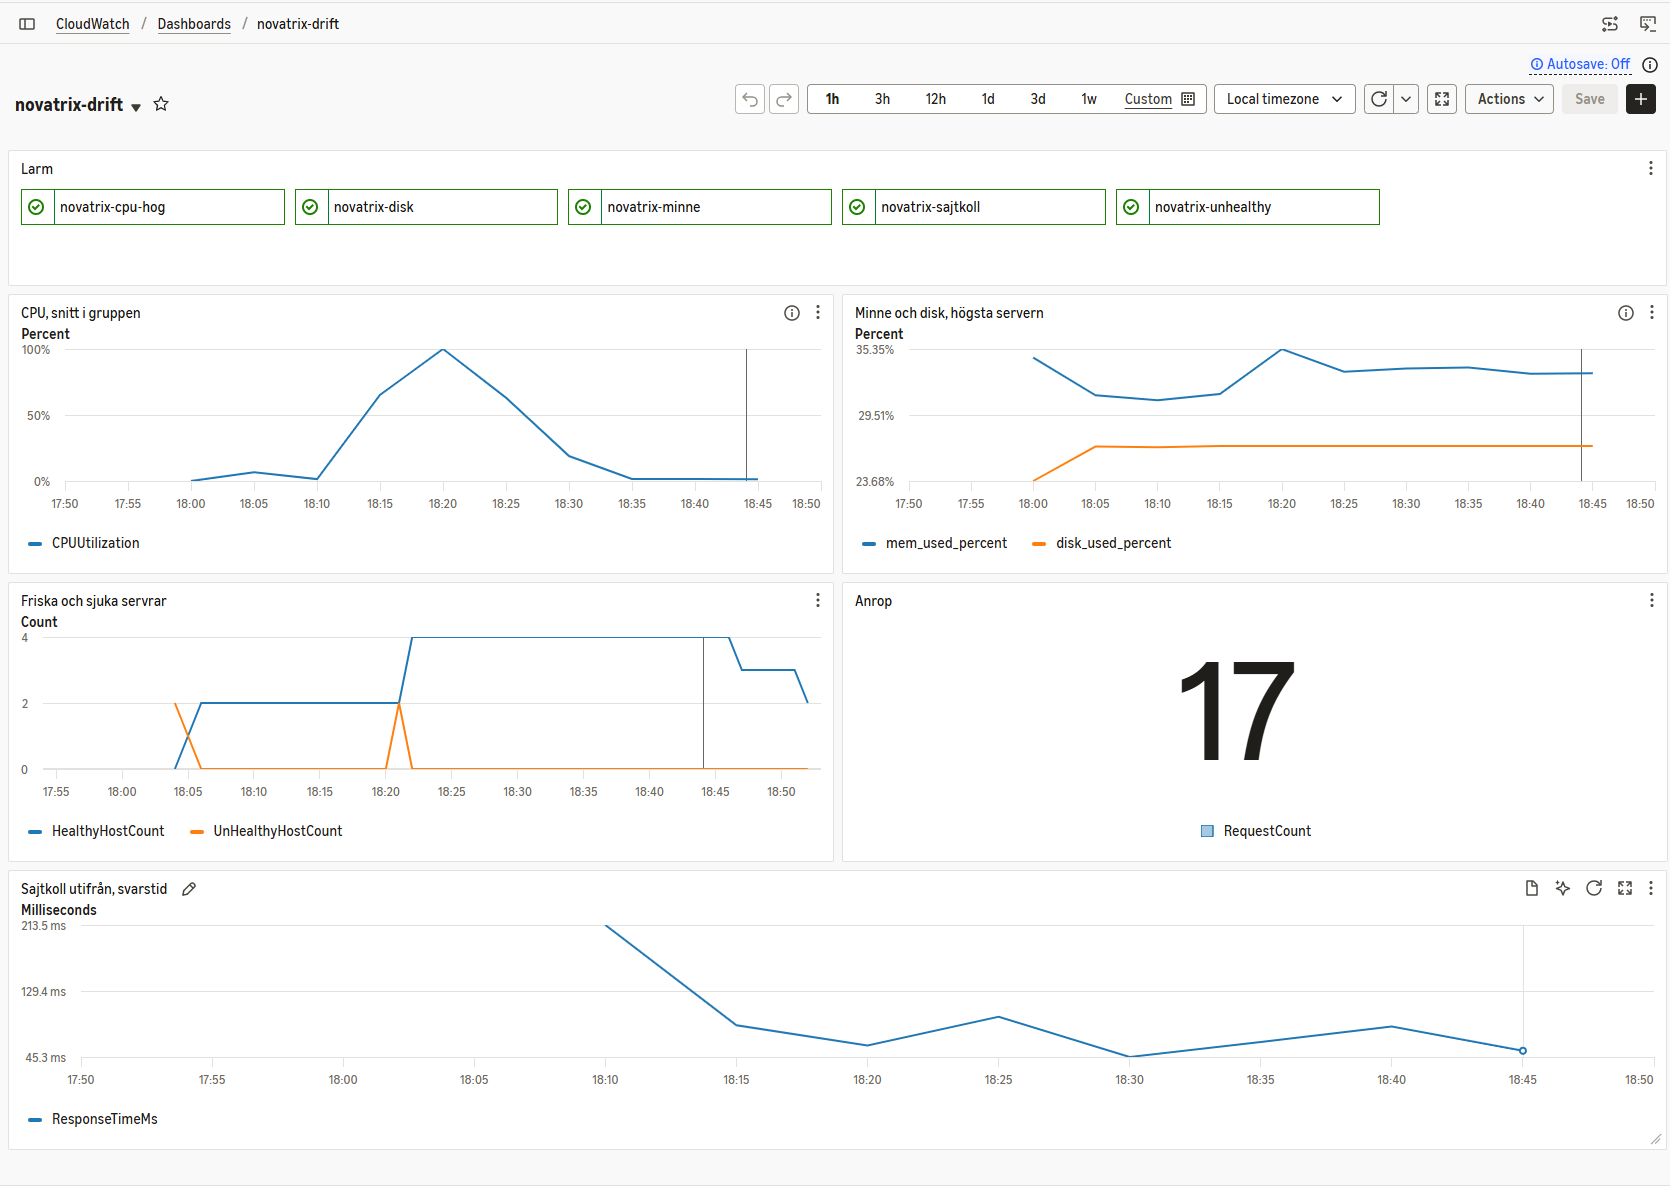 CloudWatch / Dashboards / novatrix-drift
Autosave: Off
novatrix-drift
1h 3h 12h 1d 3d 1w Custom Local timezone Actions Save
Larm
novatrix-cpu-hog novatrix-disk novatrix-minne novatrix-sajtkoll novatrix-unhealthy
CPU, snitt i gruppen
Percent
100%
50%
0%
17:50 17:55 18:00 18:05 18:10 18:15 18:20 18:25 18:30 18:35 18:40 18:45 18:50
CPUUtilization
Minne och disk, högsta servern
Percent
35.35%
29.51%
23.68%
17:50 17:55 18:00 18:05 18:10 18:15 18:20 18:25 18:30 18:35 18:40 18:45 18:50
mem_used_percent disk_used_percent
Friska och sjuka servrar
Count
4
2
0
17:55 18:00 18:05 18:10 18:15 18:20 18:25 18:30 18:35 18:40 18:45 18:50
HealthyHostCount UnHealthyHostCount
Anrop
17
RequestCount
Sajtkoll utifrån, svarstid
Milliseconds
213.5 ms
129.4 ms
45.3 ms
17:50 17:55 18:00 18:05 18:10 18:15 18:20 18:25 18:30 18:35 18:40 18:45 18:50
ResponseTimeMs